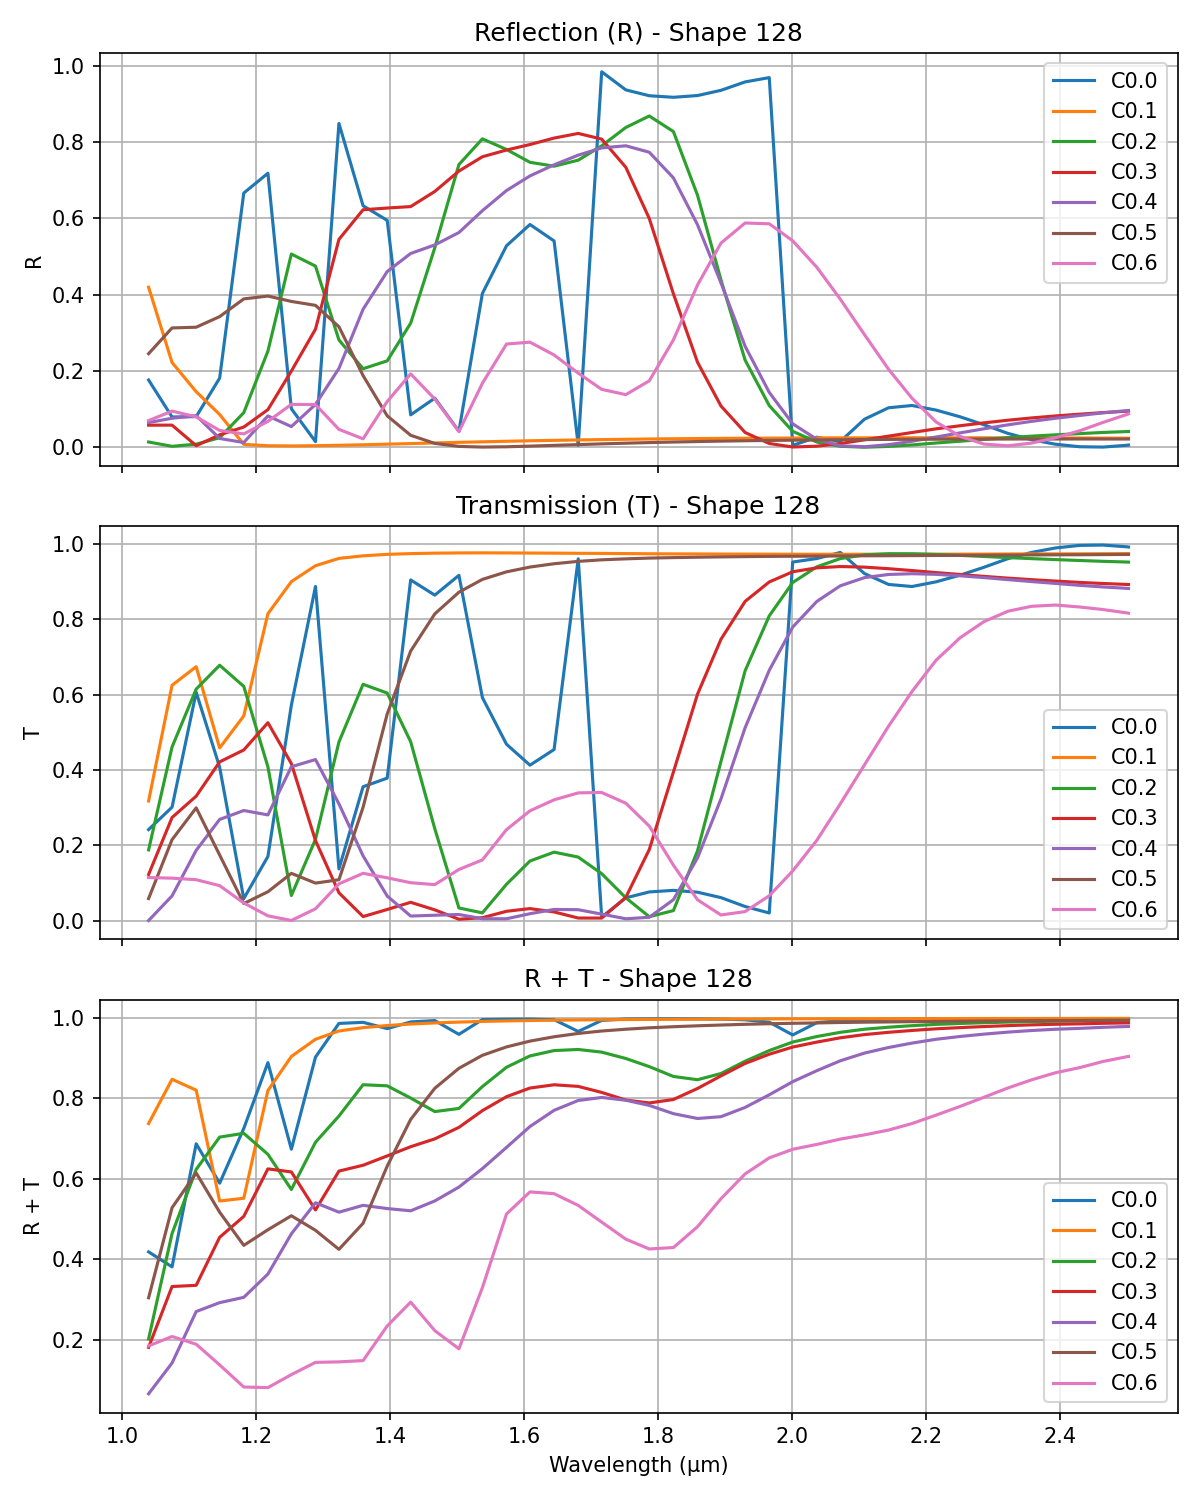 Reflection (R) - Shape 128
1.0
0.8
0.6
0.4
0.2
0.0
R
C0.0
C0.1
C0.2
C0.3
C0.4
C0.5
C0.6
Transmission (T) - Shape 128
1.0
0.8
0.6
0.4
0.2
0.0
T
C0.0
C0.1
C0.2
C0.3
C0.4
C0.5
C0.6
R + T - Shape 128
1.0
0.8
0.6
0.4
0.2
R + T
C0.0
C0.1
C0.2
C0.3
C0.4
C0.5
C0.6
1.0 1.2 1.4 1.6 1.8 2.0 2.2 2.4
Wavelength (μm)